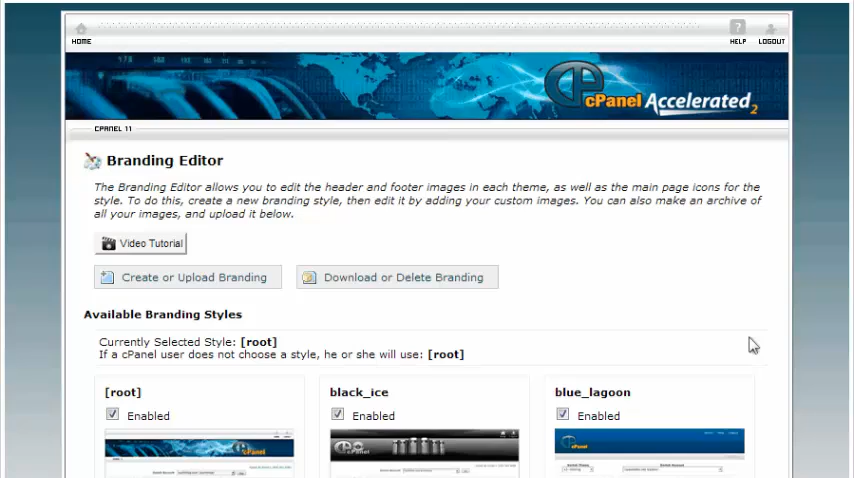 HOME
HELP
LOGOUT
cPanel Accelerated2
CPANEL 11
Branding Editor
The Branding Editor allows you to edit the header and footer images in each theme, as well as the main page icons for the
style. To do this, create a new branding style, then edit it by adding your custom images. You can also make an archive of
all your images, and upload it below.
Video Tutorial
Create or Upload Branding
Download or Delete Branding
Available Branding Styles
Currently Selected Style: [root]
If a cPanel user does not choose a style, he or she will use: [root]
[root]
black_ice
blue_lagoon
Enabled
Enabled
Enabled
cPanel
cPanel